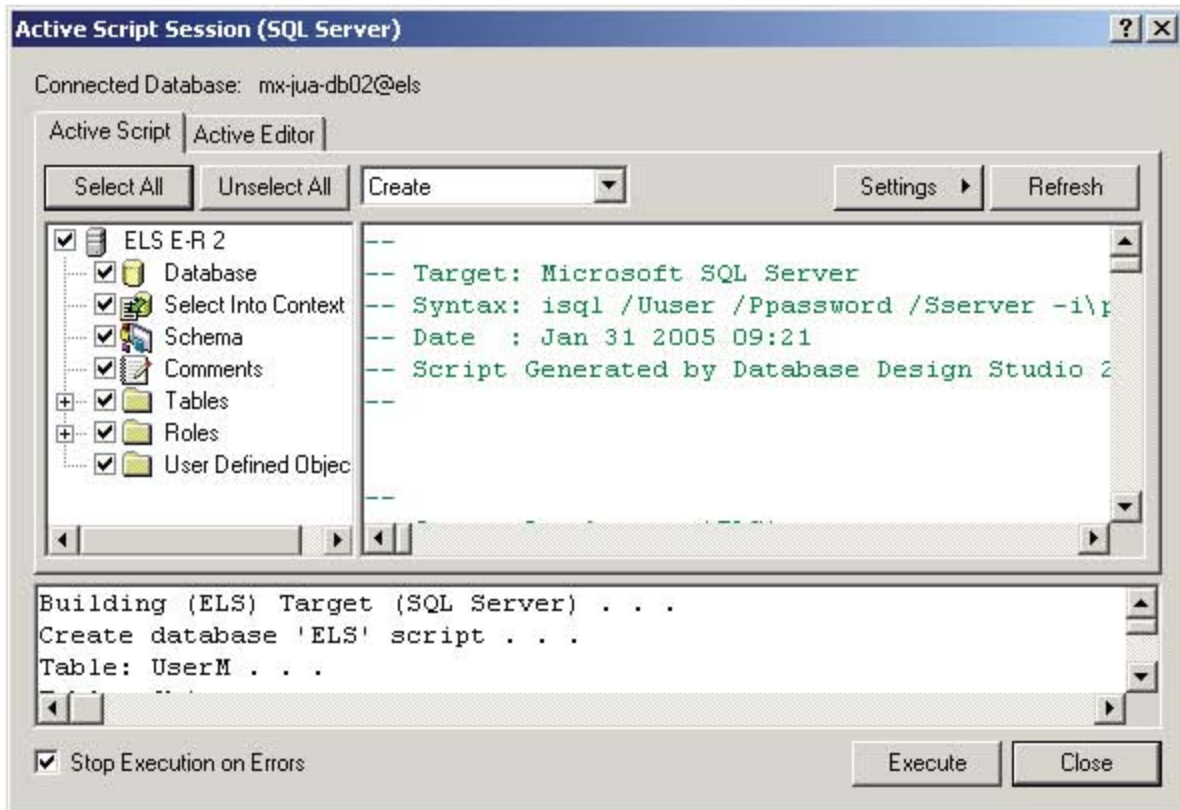 Active Script Session (SQL Server)
Connected Database: mx-jua-db02@els
Active Script Active Editor
Select All Unselect All Create Settings Refresh
ELS E-R 2
Database
Select Into Context
Schema
Comments
Tables
Roles
User Defined Objec
--
-- Target: Microsoft SQL Server
-- Syntax: isql /Uuser /Ppassword /Sserver -i\p
-- Date : Jan 31 2005 09:21
-- Script Generated by Database Design Studio 2
--
--
Building (ELS) Target (SQL Server) . . .
Create database 'ELS' script . . .
Table: UserM . . .
Stop Execution on Errors
Execute Close